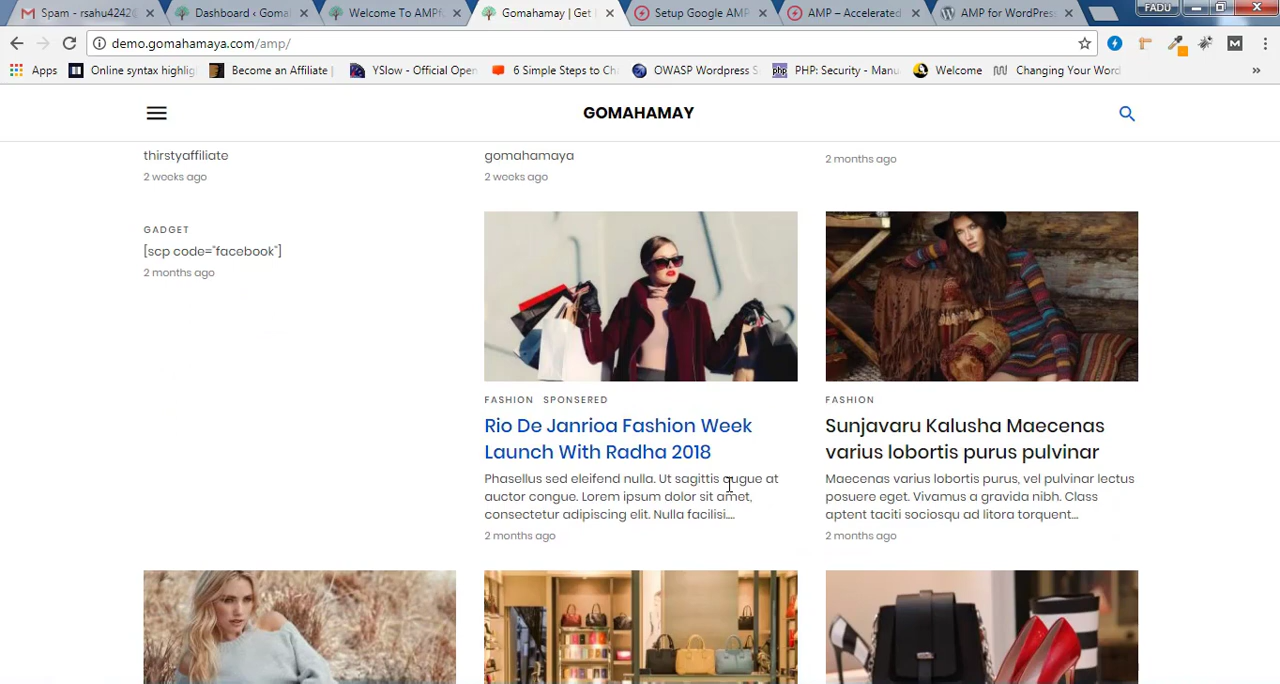 Spam - rsahu4242
Dashboard ‹ Gomah
Welcome To AMPf
Gomahamay | Get
Setup Google AMP
AMP – Accelerated
AMP for WordPress
FADU
demo.gomahamaya.com/amp/
Apps
Online syntax highlig
Become an Affiliate |
YSlow - Official Open
6 Simple Steps to Ch
OWASP Wordpress S
PHP: Security - Manu
Welcome
Changing Your Word
»
GOMAHAMAY
thirstyaffiliate
2 weeks ago
gomahamaya
2 weeks ago
2 months ago
GADGET
[scp code="facebook"]
2 months ago
FASHION SPONSERED
Rio De Janrioa Fashion Week
Launch With Radha 2018
Phasellus sed eleifend nulla. Ut sagittis augue at
auctor congue. Lorem ipsum dolor sit amet,
consectetur adipiscing elit. Nulla facilisi....
2 months ago
FASHION
Sunjavaru Kalusha Maecenas
varius lobortis purus pulvinar
Maecenas varius lobortis purus, vel pulvinar lectus
posuere eget. Vivamus a gravida nibh. Class
aptent taciti sociosqu ad litora torquent...
2 months ago